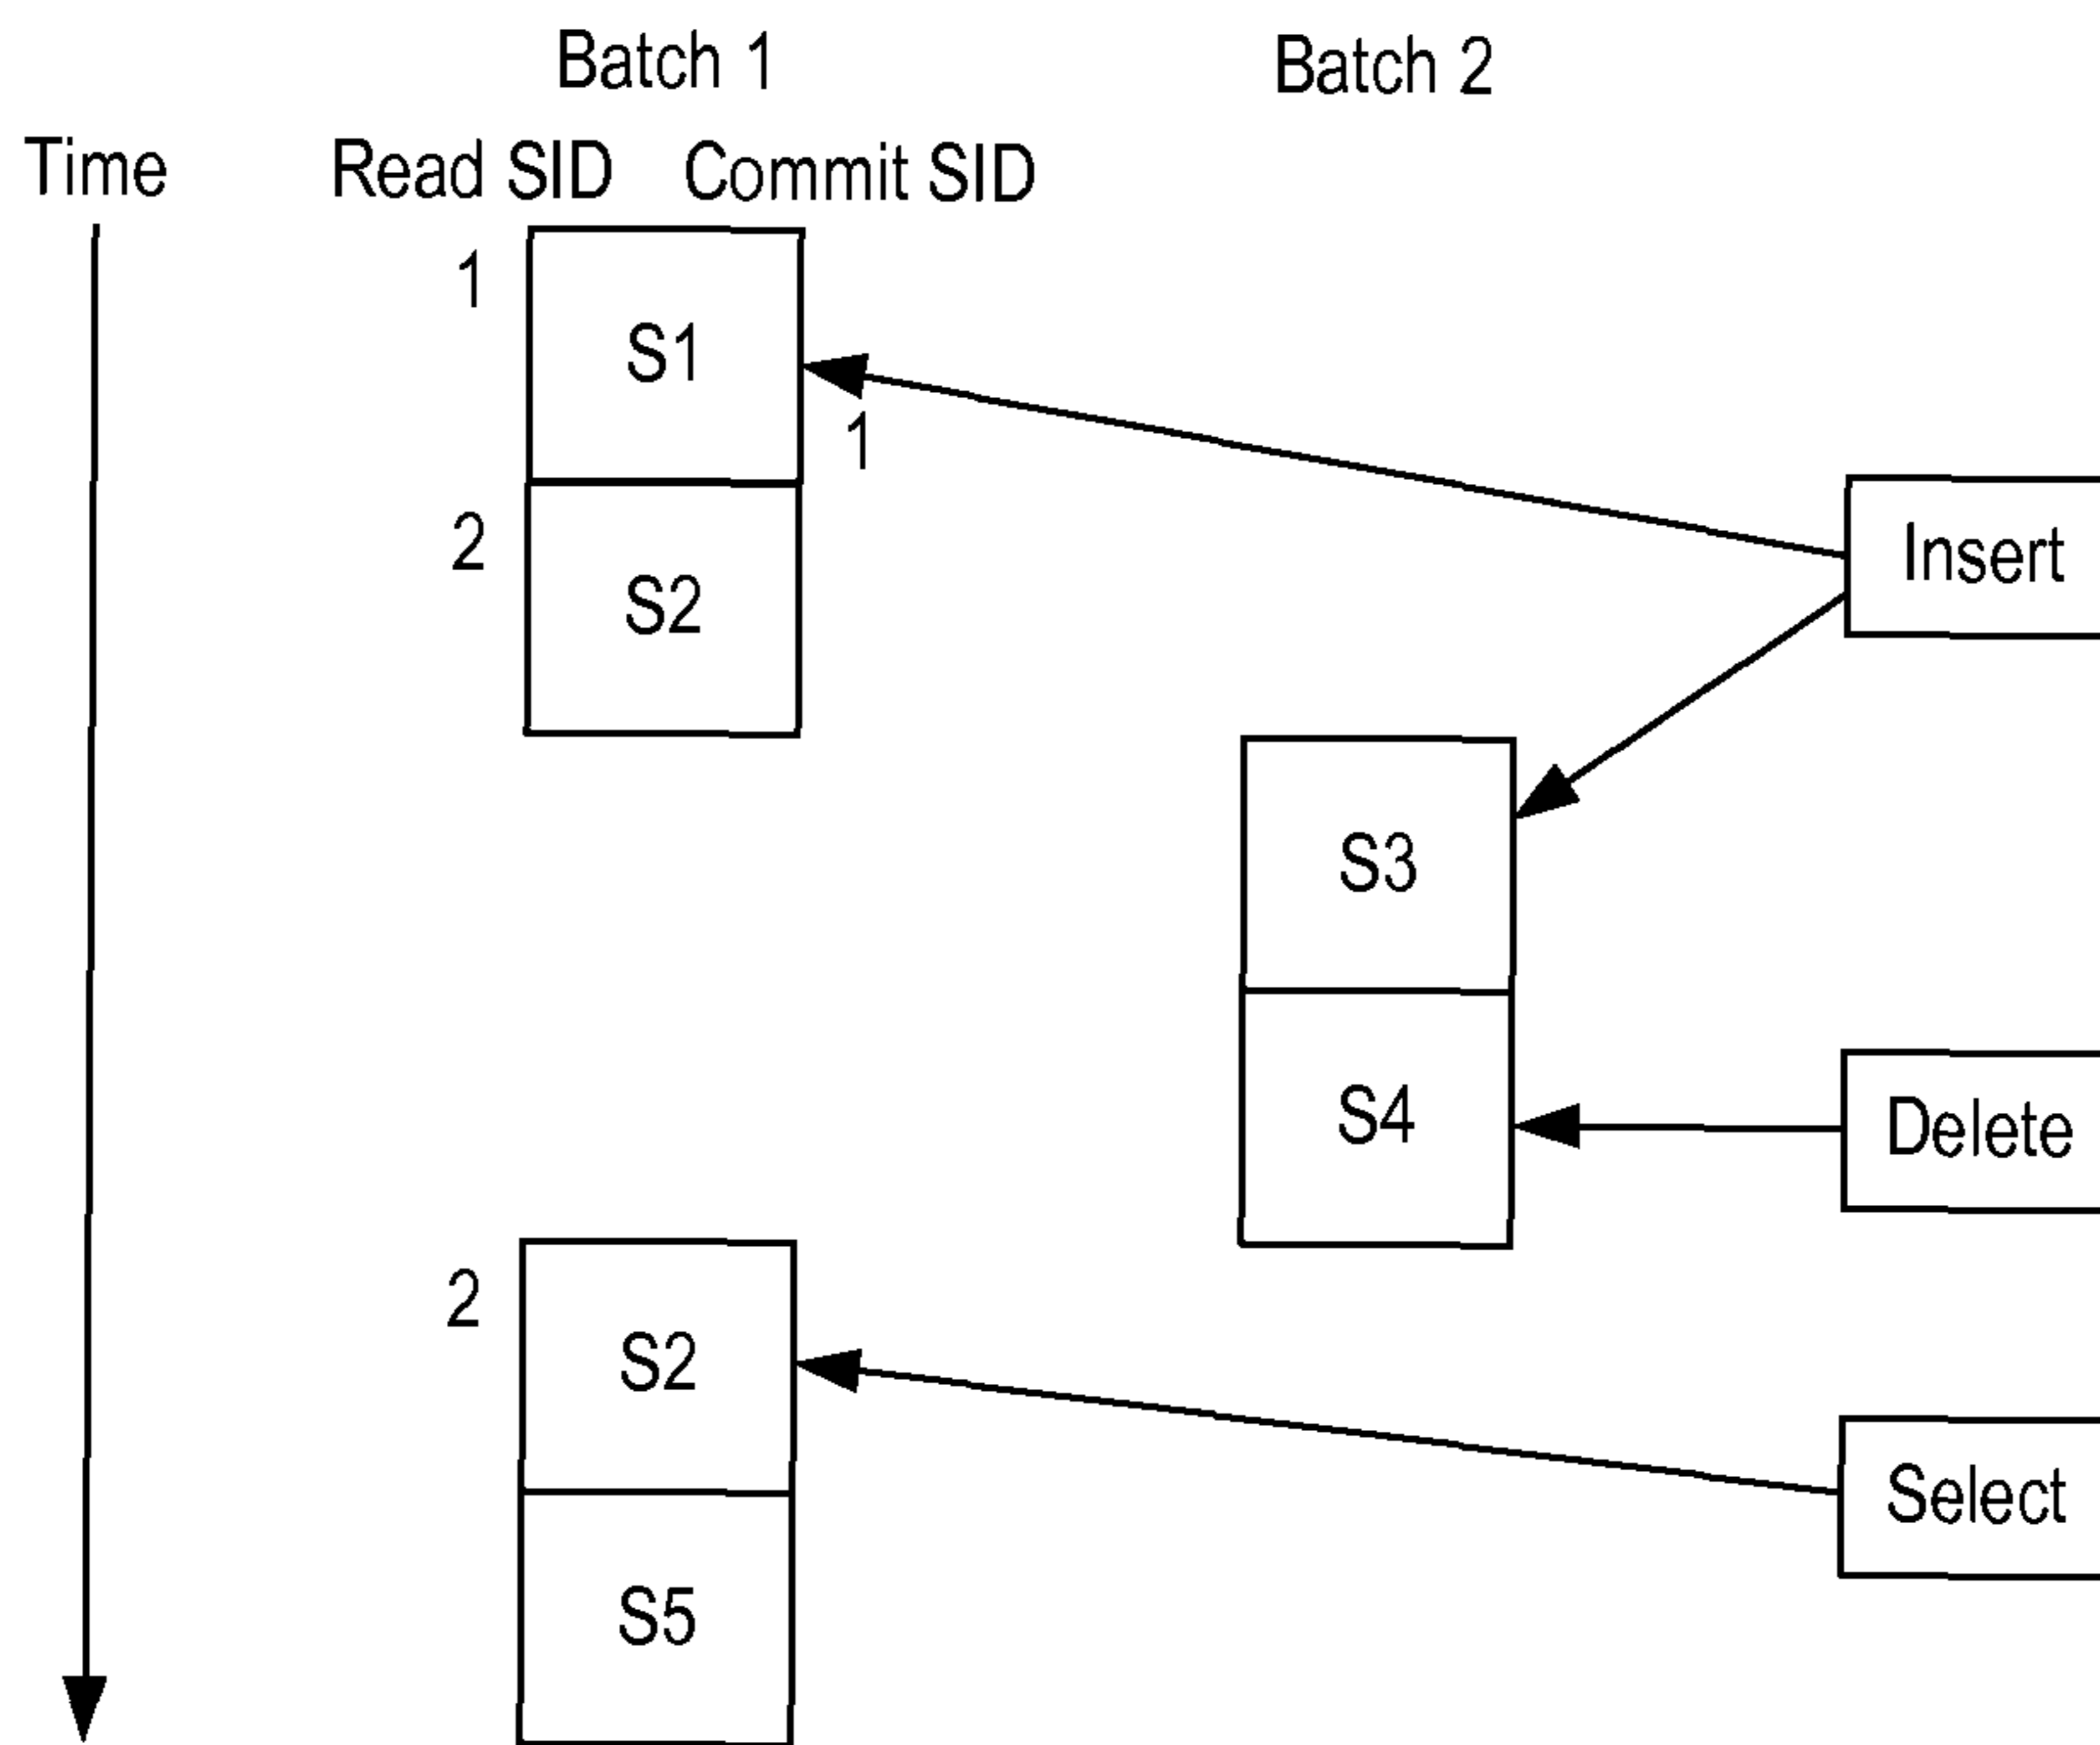 Batch 1
Batch 2
Time
Read SID
Commit SID
1
S1
1
2
S2
Insert
S3
S4
Delete
2
S2
Select
S5